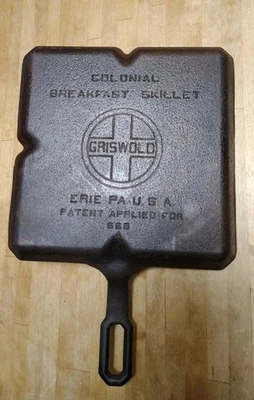 COLONIAL
BREAKFAST SKILLET
GRISWOLD
ERIE PA. U.S.A.
PATENT APPLIED FOR
666